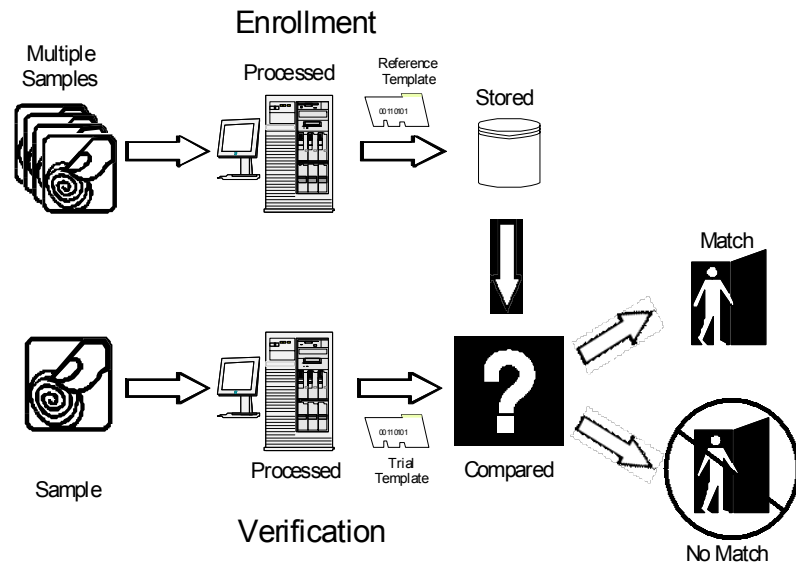 Enrollment
Multiple
Samples
Processed
Reference
Template
00110101
Stored
Match
Sample
Processed
00110101
Trial
Template
Compared
Verification
No Match